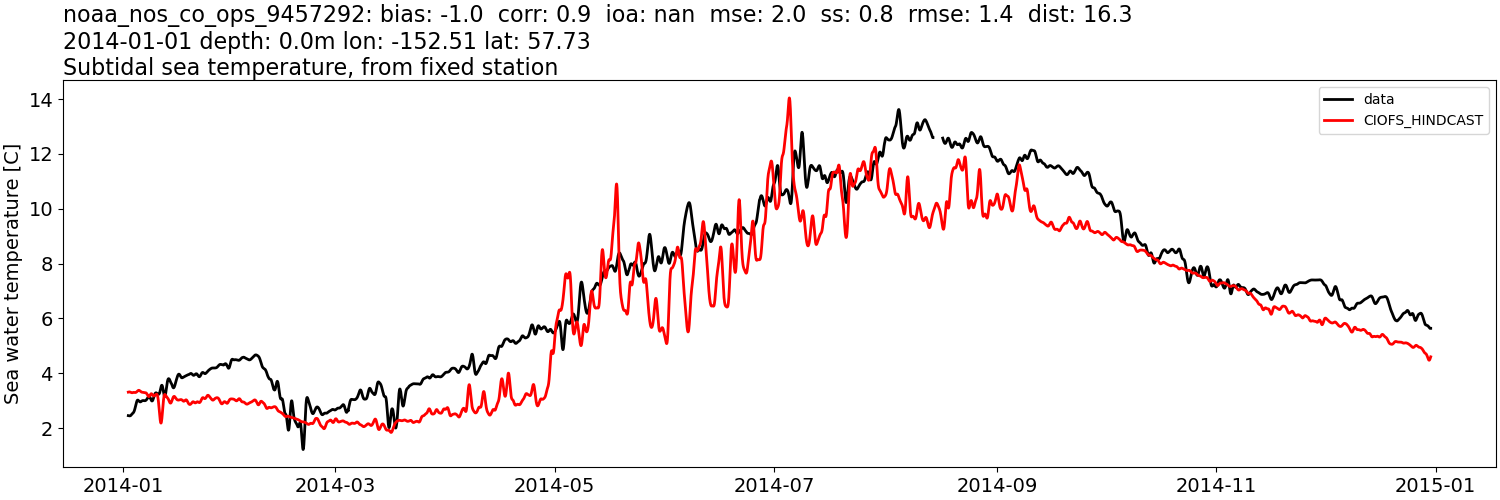 noaa_nos_co_ops_9457292: bias: -1.0  corr: 0.9  ioa: nan  mse: 2.0  ss: 0.8  rmse: 1.4  dist: 16.3
2014-01-01 depth: 0.0m lon: -152.51 lat: 57.73
Subtidal sea temperature, from fixed station
data
CIOFS_HINDCAST
Sea water temperature [C]
14
12
10
8
6
4
2
2014-01
2014-03
2014-05
2014-07
2014-09
2014-11
2015-01